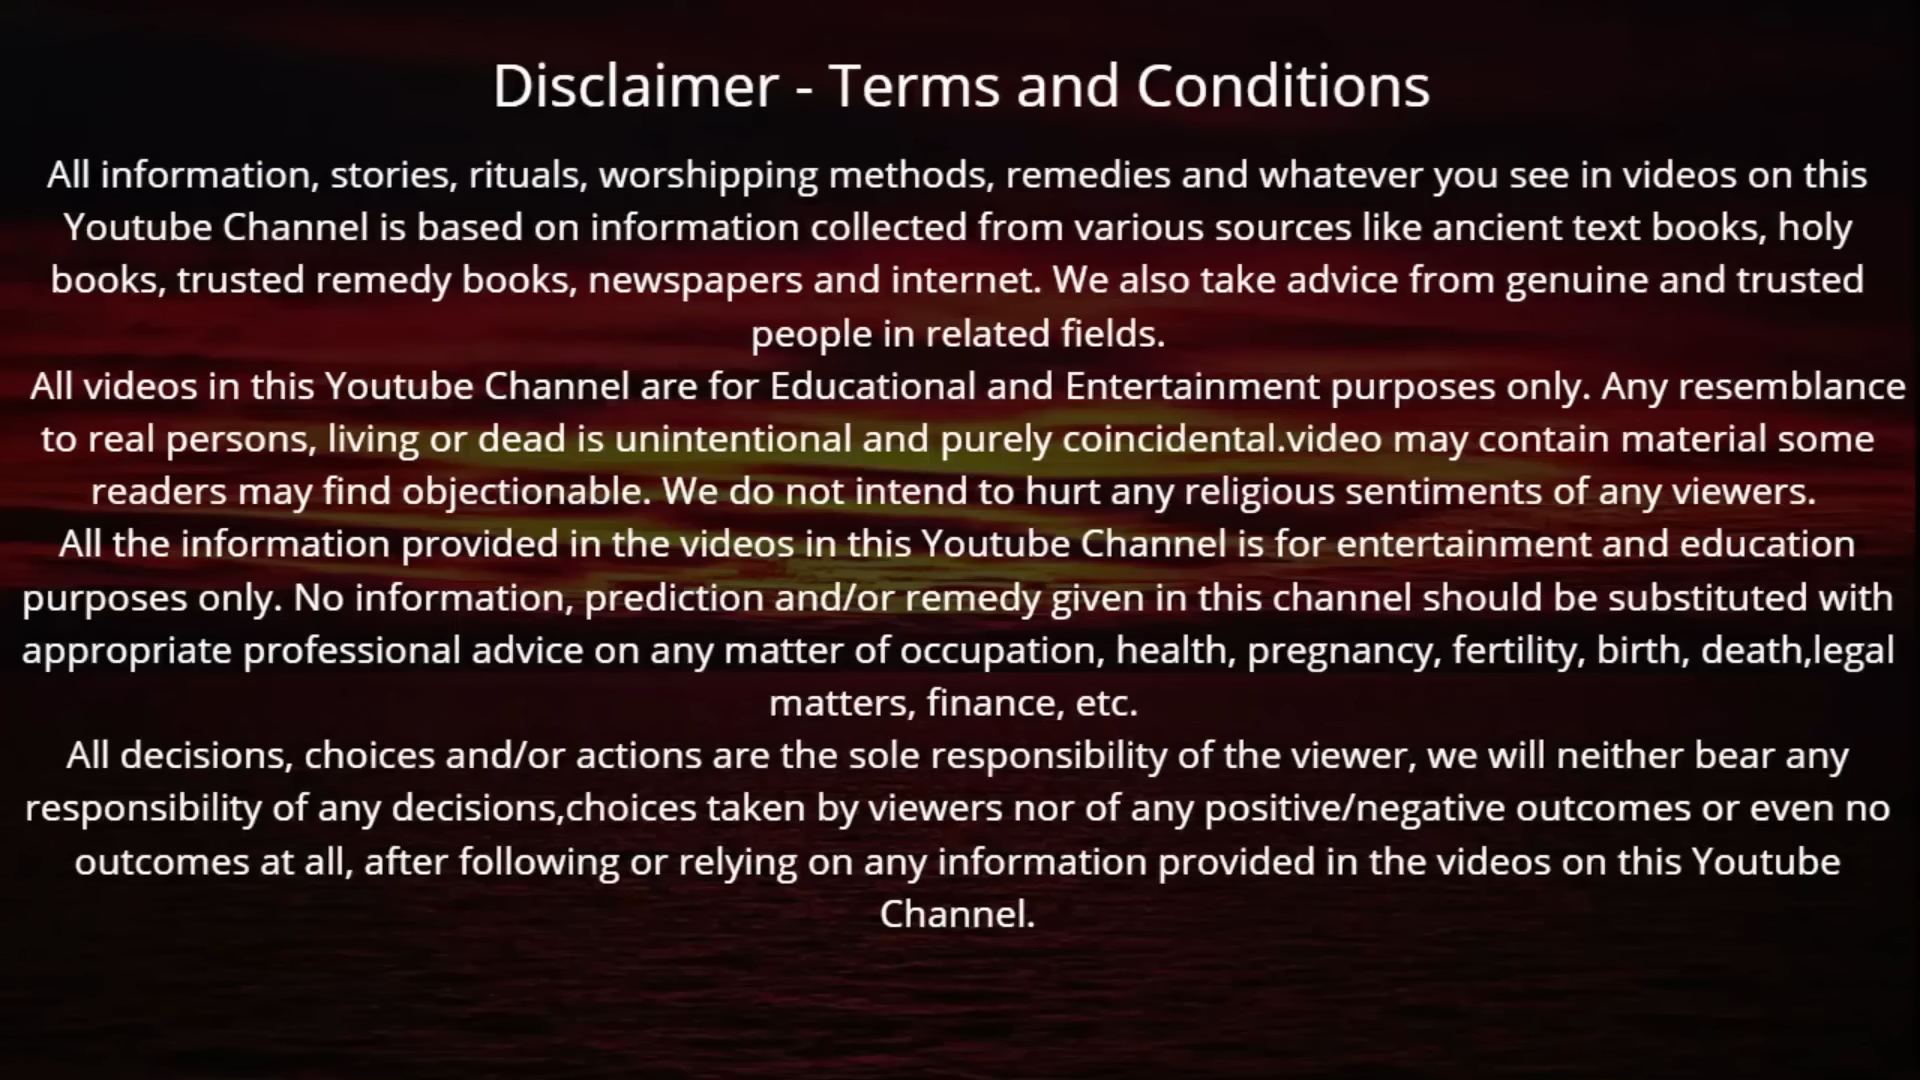 Disclaimer - Terms and Conditions
All information, stories, rituals, worshipping methods, remedies and whatever you see in videos on this
Youtube Channel is based on information collected from various sources like ancient text books, holy
books, trusted remedy books, newspapers and internet. We also take advice from genuine and trusted
people in related fields.
All videos in this Youtube Channel are for Educational and Entertainment purposes only. Any resemblance
to real persons, living or dead is unintentional and purely coincidental.video may contain material some
readers may find objectionable. We do not intend to hurt any religious sentiments of any viewers.
All the information provided in the videos in this Youtube Channel is for entertainment and education
purposes only. No information, prediction and/or remedy given in this channel should be substituted with
appropriate professional advice on any matter of occupation, health, pregnancy, fertility, birth, death,legal
matters, finance, etc.
All decisions, choices and/or actions are the sole responsibility of the viewer, we will neither bear any
responsibility of any decisions,choices taken by viewers nor of any positive/negative outcomes or even no
outcomes at all, after following or relying on any information provided in the videos on this Youtube
Channel.